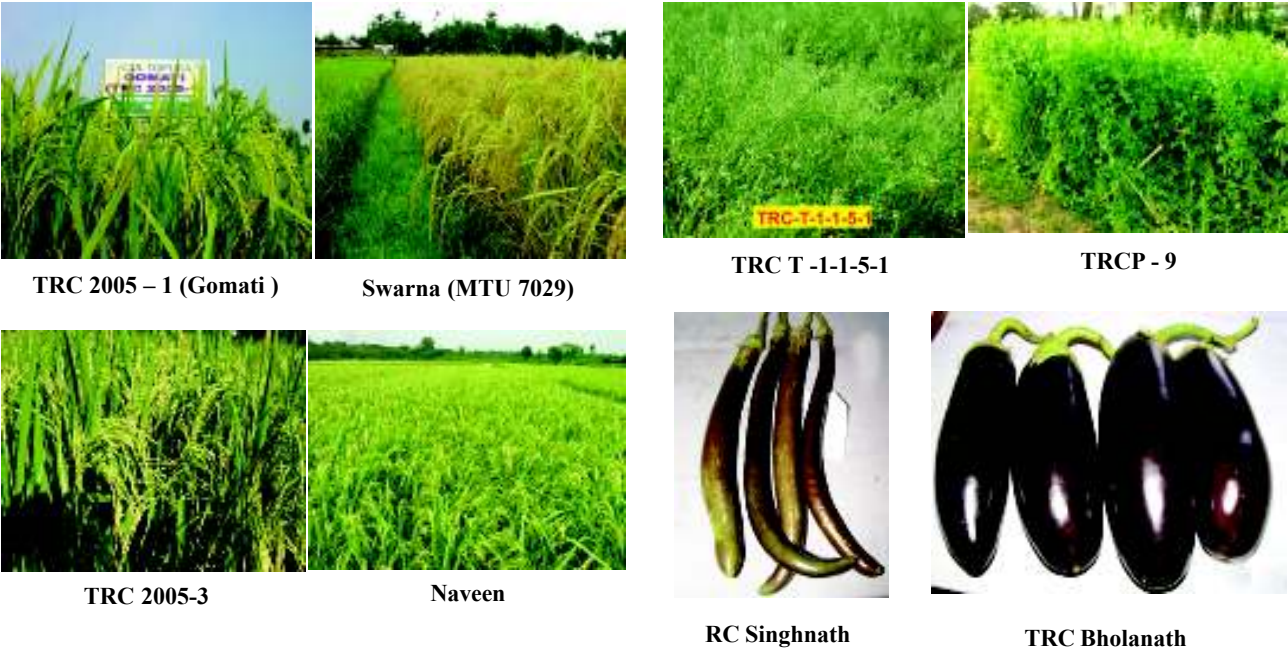 GOMATI
TRC 2005 – 1 (Gomati )
Swarna (MTU 7029)
TRC-T-1-1-5-1
TRC T -1-1-5-1
TRCP - 9
TRC 2005-3
Naveen
RC Singhnath
TRC Bholanath